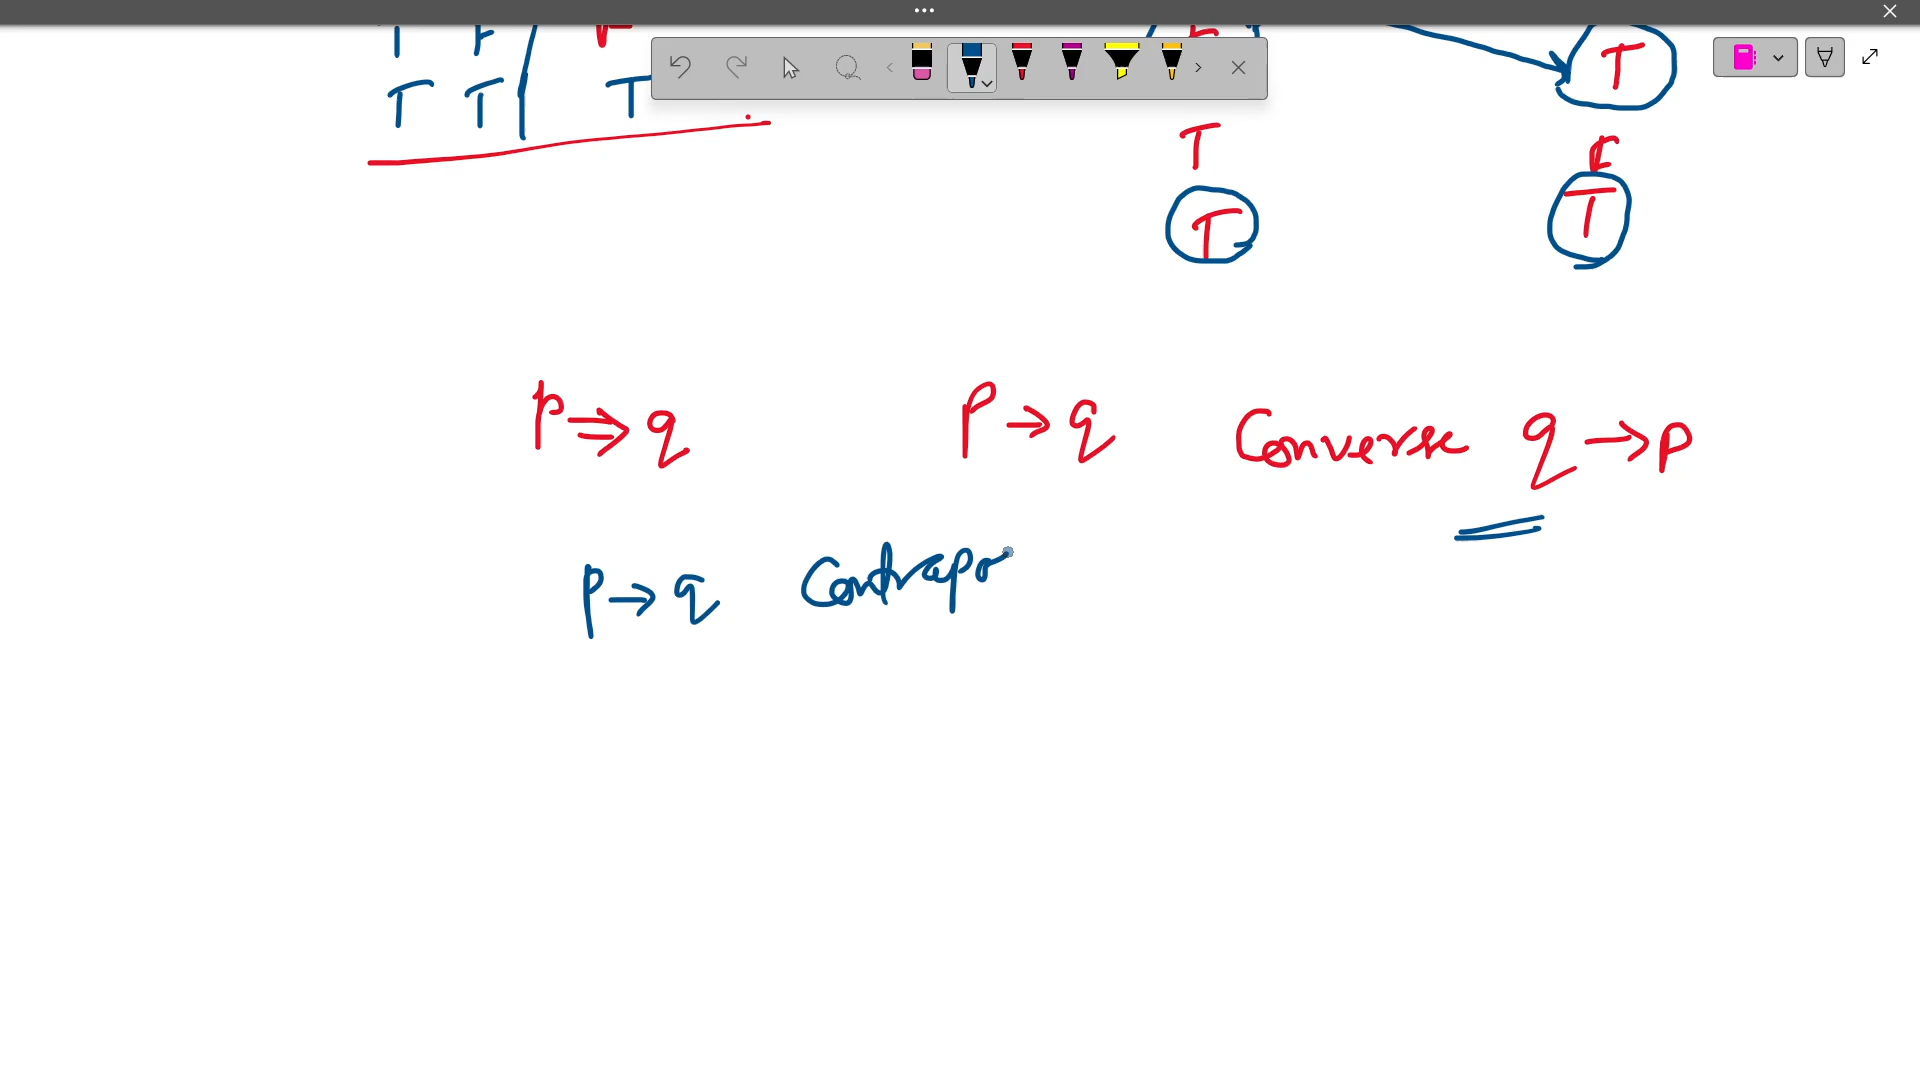 T F
T T T
T
T
F
T
T
P ⇒ q P → q Converse q → p
P → q Contrapo